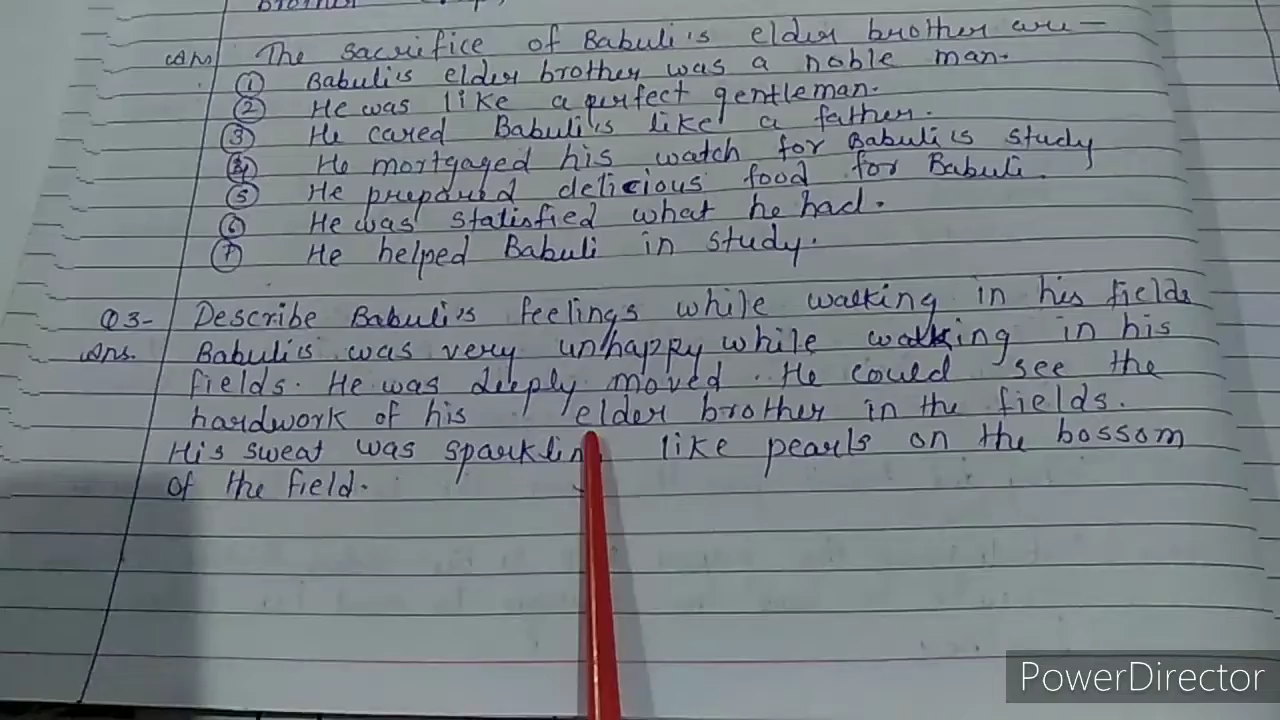 brother
Ans The sacrifice of Babuli's elder brother are—
① Babuli's elder brother was a noble man.
② He was like a perfect gentleman.
③ He cared Babuli's like a father.
④ He mortgaged his watch for Babuli's study
⑤ He prepared delicious food for Babuli.
⑥ He was statisfied what he had.
⑦ He helped Babuli in study.
Q3- Describe Babuli's feelings while walking in his fields
Ans. Babuli's was very unhappy while walking in his
fields. He was deeply moved. He could see the
hardwork of his elder brother in the fields.
His sweat was sparkling like pearls on the bossom
of the field.
PowerDirector